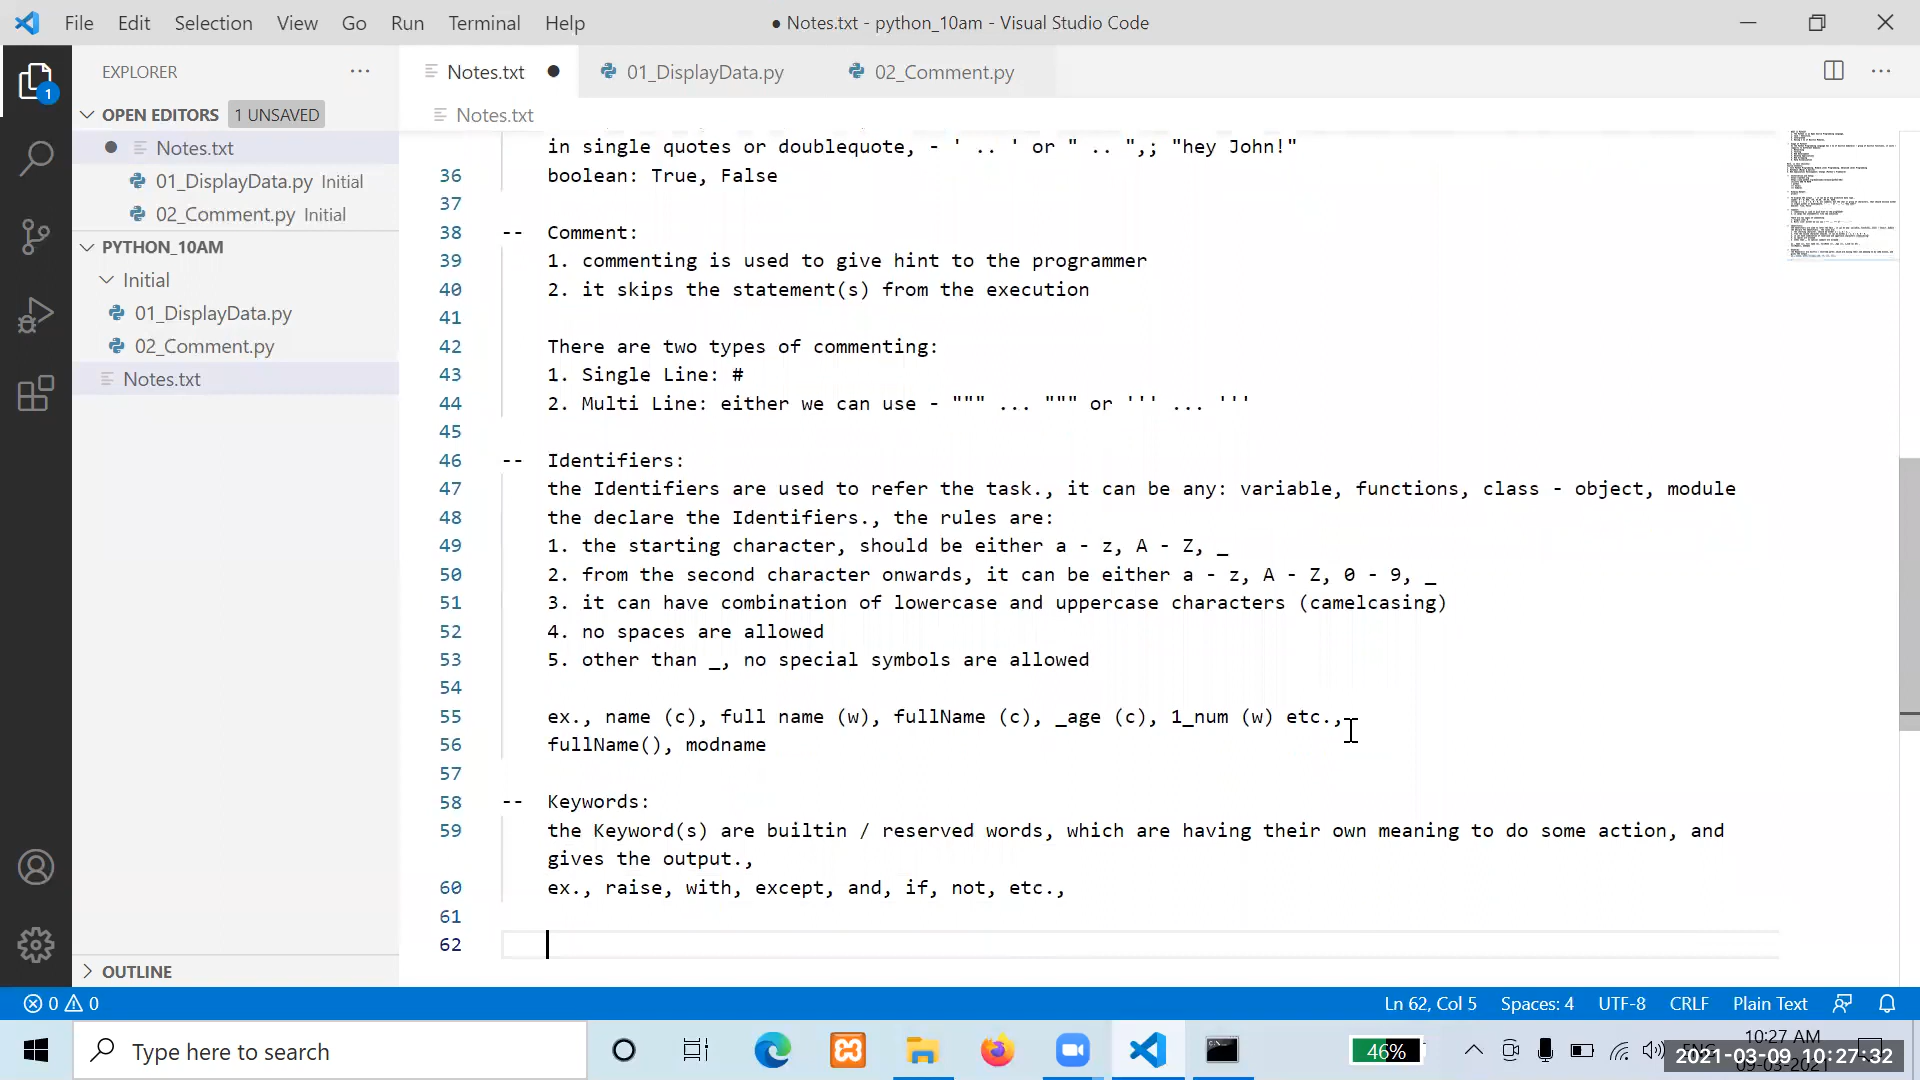 File Edit Selection View Go Run Terminal Help
● Notes.txt - python_10am - Visual Studio Code
EXPLORER ...
Notes.txt ●
01_DisplayData.py
02_Comment.py
1
OPEN EDITORS 1 UNSAVED
Notes.txt
01_DisplayData.py Initial
02_Comment.py Initial
PYTHON_10AM
Initial
01_DisplayData.py
02_Comment.py
Notes.txt
OUTLINE
Notes.txt
in single quotes or doublequote, - ' .. ' or " .. ",; "hey John!"
36 boolean: True, False
37
38 -- Comment:
39 1. commenting is used to give hint to the programmer
40 2. it skips the statement(s) from the execution
41
42 There are two types of commenting:
43 1. Single Line: #
44 2. Multi Line: either we can use - """ ... """ or ''' ... '''
45
46 -- Identifiers:
47 the Identifiers are used to refer the task., it can be any: variable, functions, class - object, module
48 the declare the Identifiers., the rules are:
49 1. the starting character, should be either a - z, A - Z, _
50 2. from the second character onwards, it can be either a - z, A - Z, 0 - 9, _
51 3. it can have combination of lowercase and uppercase characters (camelcasing)
52 4. no spaces are allowed
53 5. other than _, no special symbols are allowed
54
55 ex., name (c), full name (w), fullName (c), _age (c), 1_num (w) etc.,
56 fullName(), modname
57
58 -- Keywords:
59 the Keyword(s) are builtin / reserved words, which are having their own meaning to do some action, and
gives the output.,
60 ex., raise, with, except, and, if, not, etc.,
61
62
0 0
Ln 62, Col 5 Spaces: 4 UTF-8 CRLF Plain Text
Type here to search
46%
ENG
10:27 AM
09-03-2021
2021-03-09 10:27:32